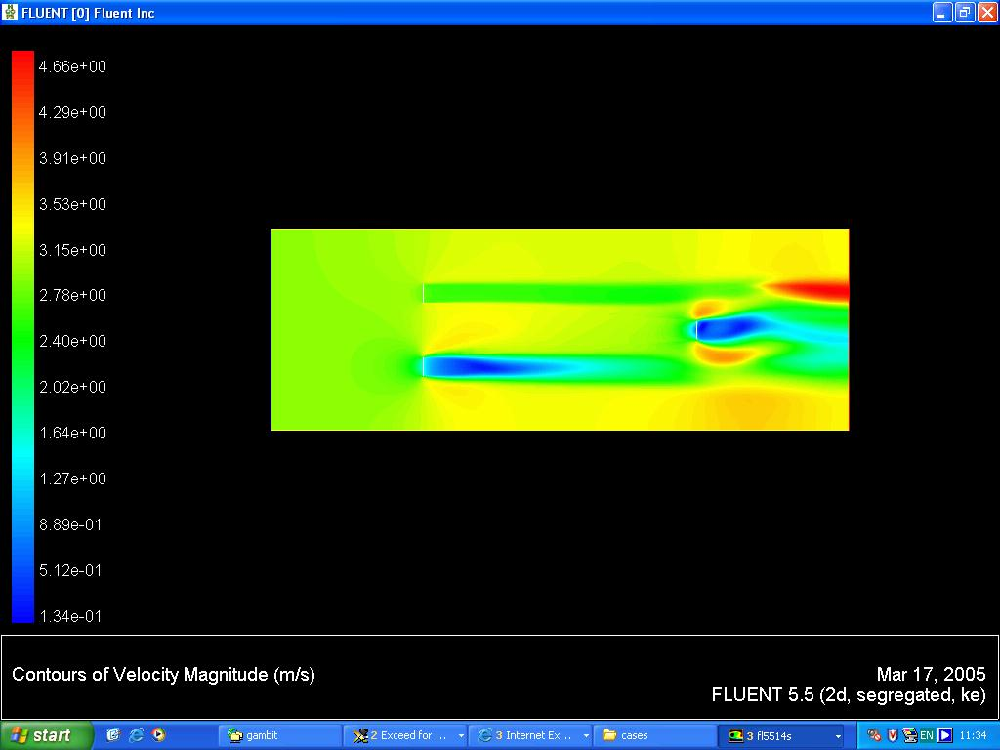 FLUENT [0] Fluent Inc
4.66e+00
4.29e+00
3.91e+00
3.53e+00
3.15e+00
2.78e+00
2.40e+00
2.02e+00
1.64e+00
1.27e+00
8.89e-01
5.12e-01
1.34e-01
Contours of Velocity Magnitude (m/s)
Mar 17, 2005
FLUENT 5.5 (2d, segregated, ke)
start
gambit
2 Exceed for ...
3 Internet Ex...
cases
3 fl5514s
EN
11:34